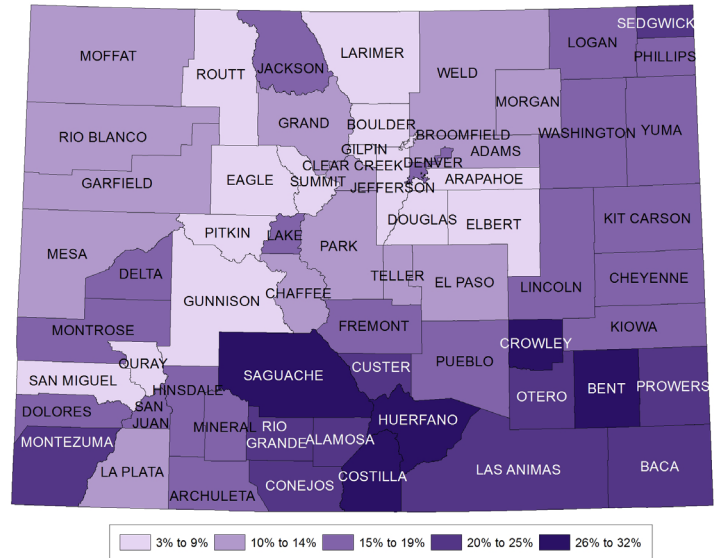 SEDGWICK
MOFFAT
ROUTT
JACKSON
LARIMER
WELD
LOGAN
PHILLIPS
MORGAN
GRAND
BOULDER
RIO BLANCO
BROOMFIELD
WASHINGTON
YUMA
GILPIN
ADAMS
CLEAR CREEK
DENVER
GARFIELD
EAGLE
SUMMIT
JEFFERSON
ARAPAHOE
DOUGLAS
ELBERT
KIT CARSON
PITKIN
LAKE
PARK
MESA
DELTA
TELLER
EL PASO
LINCOLN
CHEYENNE
GUNNISON
CHAFFEE
MONTROSE
FREMONT
KIOWA
CROWLEY
OURAY
CUSTER
PUEBLO
SAN MIGUEL
SAGUACHE
HINSDALE
OTERO
BENT
PROWERS
DOLORES
SAN
JUAN
HUERFANO
MONTEZUMA
MINERAL
RIO
GRANDE
ALAMOSA
LA PLATA
ARCHULETA
CONEJOS
COSTILLA
LAS ANIMAS
BACA
3% to 9%
10% to 14%
15% to 19%
20% to 25%
26% to 32%